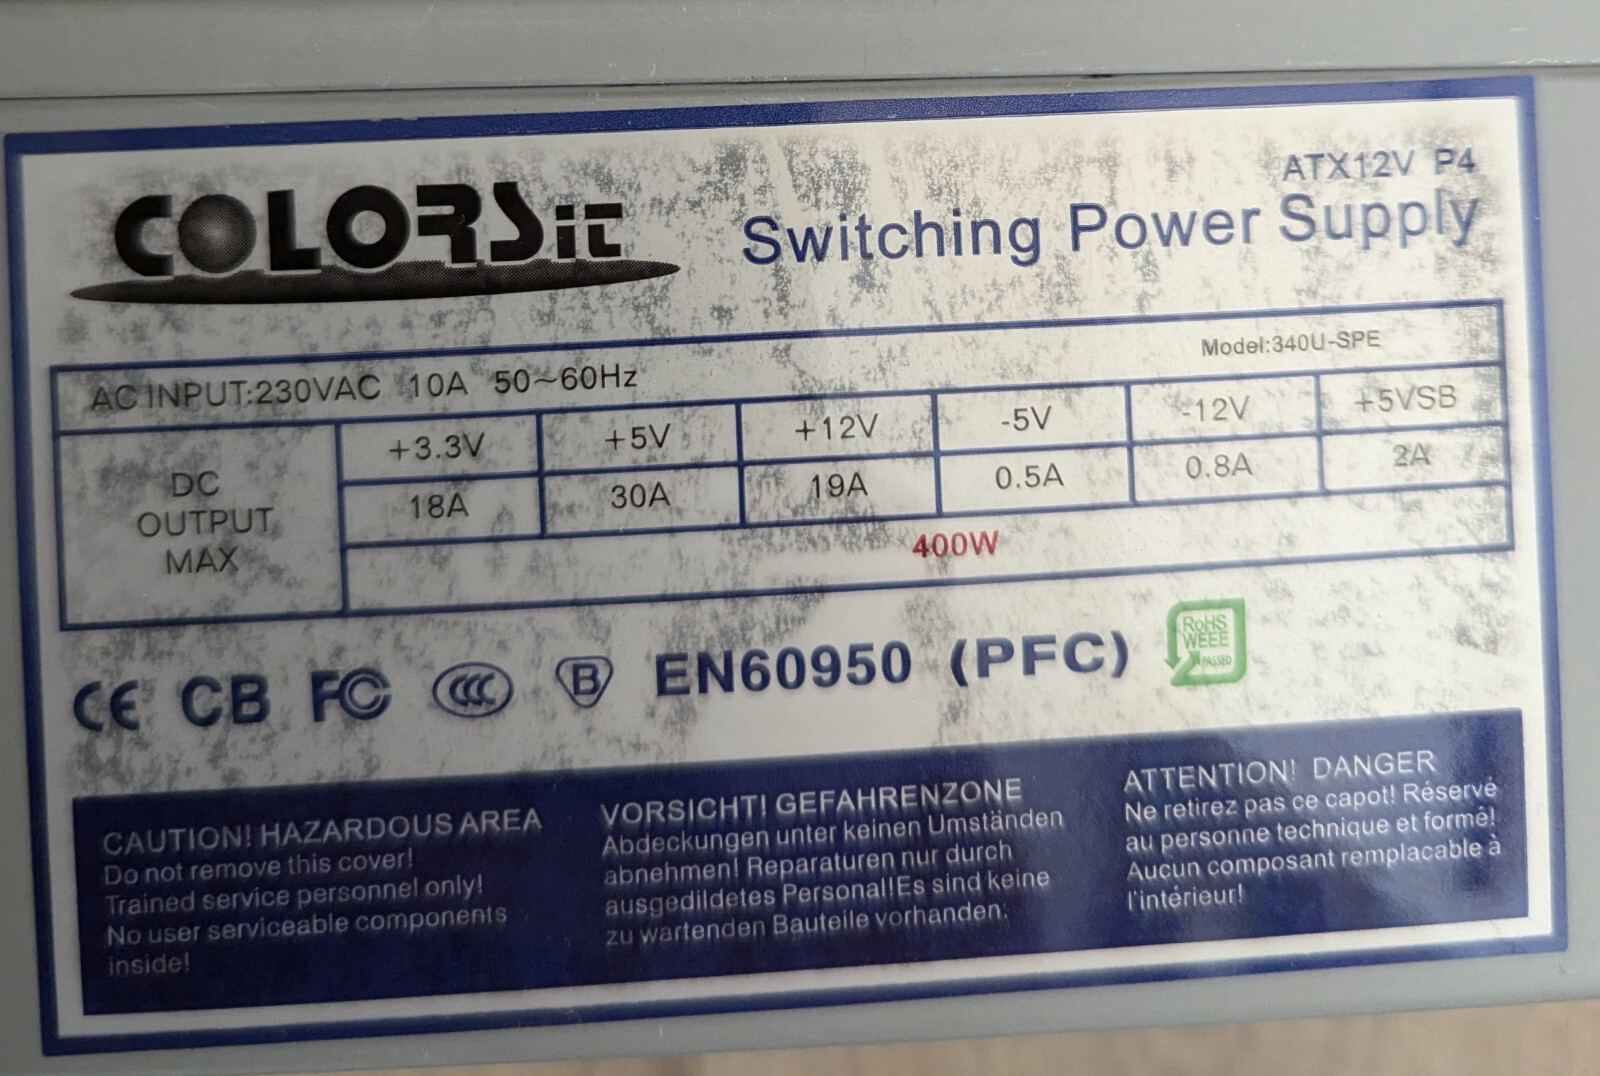 COLORSit
ATX12V P4
Switching Power Supply
Model:340U-SPE
AC INPUT:230VAC 10A 50~60Hz
DC OUTPUT MAX
+3.3V +5V +12V -5V -12V +5VSB
18A 30A 19A 0.5A 0.8A 2A
400W
CE CB FC CCC B EN60950 (PFC)
RoHS
WEEE
PASSED
CAUTION! HAZARDOUS AREA
Do not remove this cover!
Trained service personnel only!
No user serviceable components
inside!
VORSICHT! GEFAHRENZONE
Abdeckungen unter keinen Umständen
abnehmen! Reparaturen nur durch
ausgedildetes Personal!Es sind keine
zu wartenden Bauteile vorhanden.
ATTENTION! DANGER
Ne retirez pas ce capot! Réservé
au personne technique et formé!
Aucun composant remplacable à
l'intérieur!